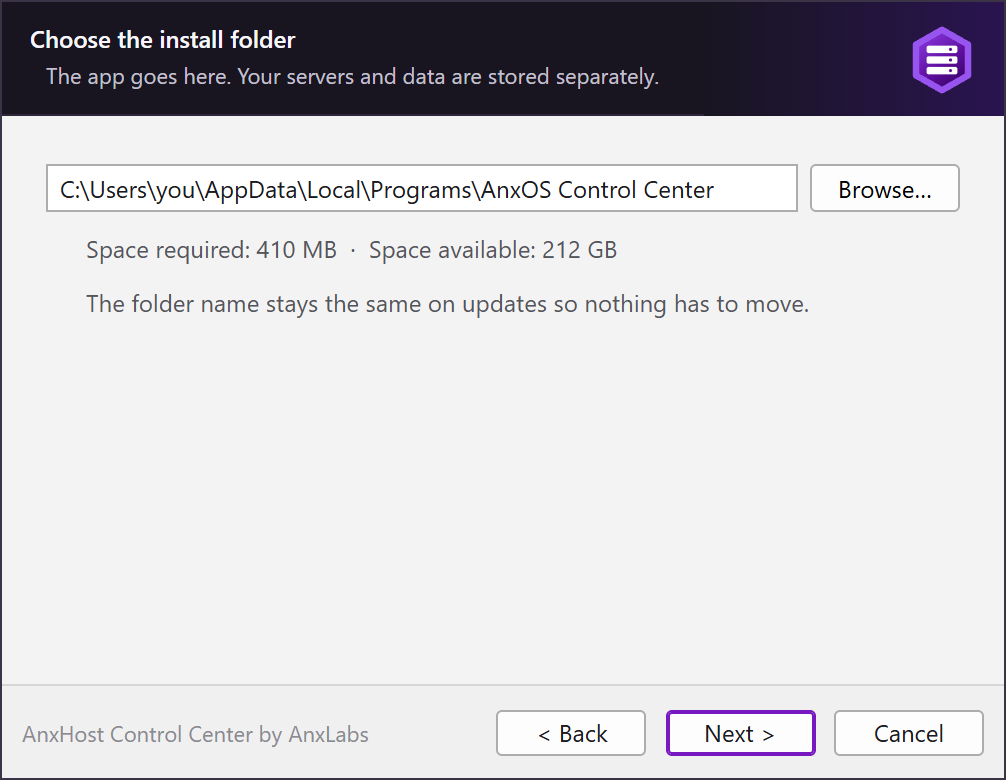 Choose the install folder
The app goes here. Your servers and data are stored separately.
C:\Users\you\AppData\Local\Programs\AnxOS Control Center
Browse...
Space required: 410 MB · Space available: 212 GB
The folder name stays the same on updates so nothing has to move.
AnxHost Control Center by AnxLabs
< Back
Next >
Cancel